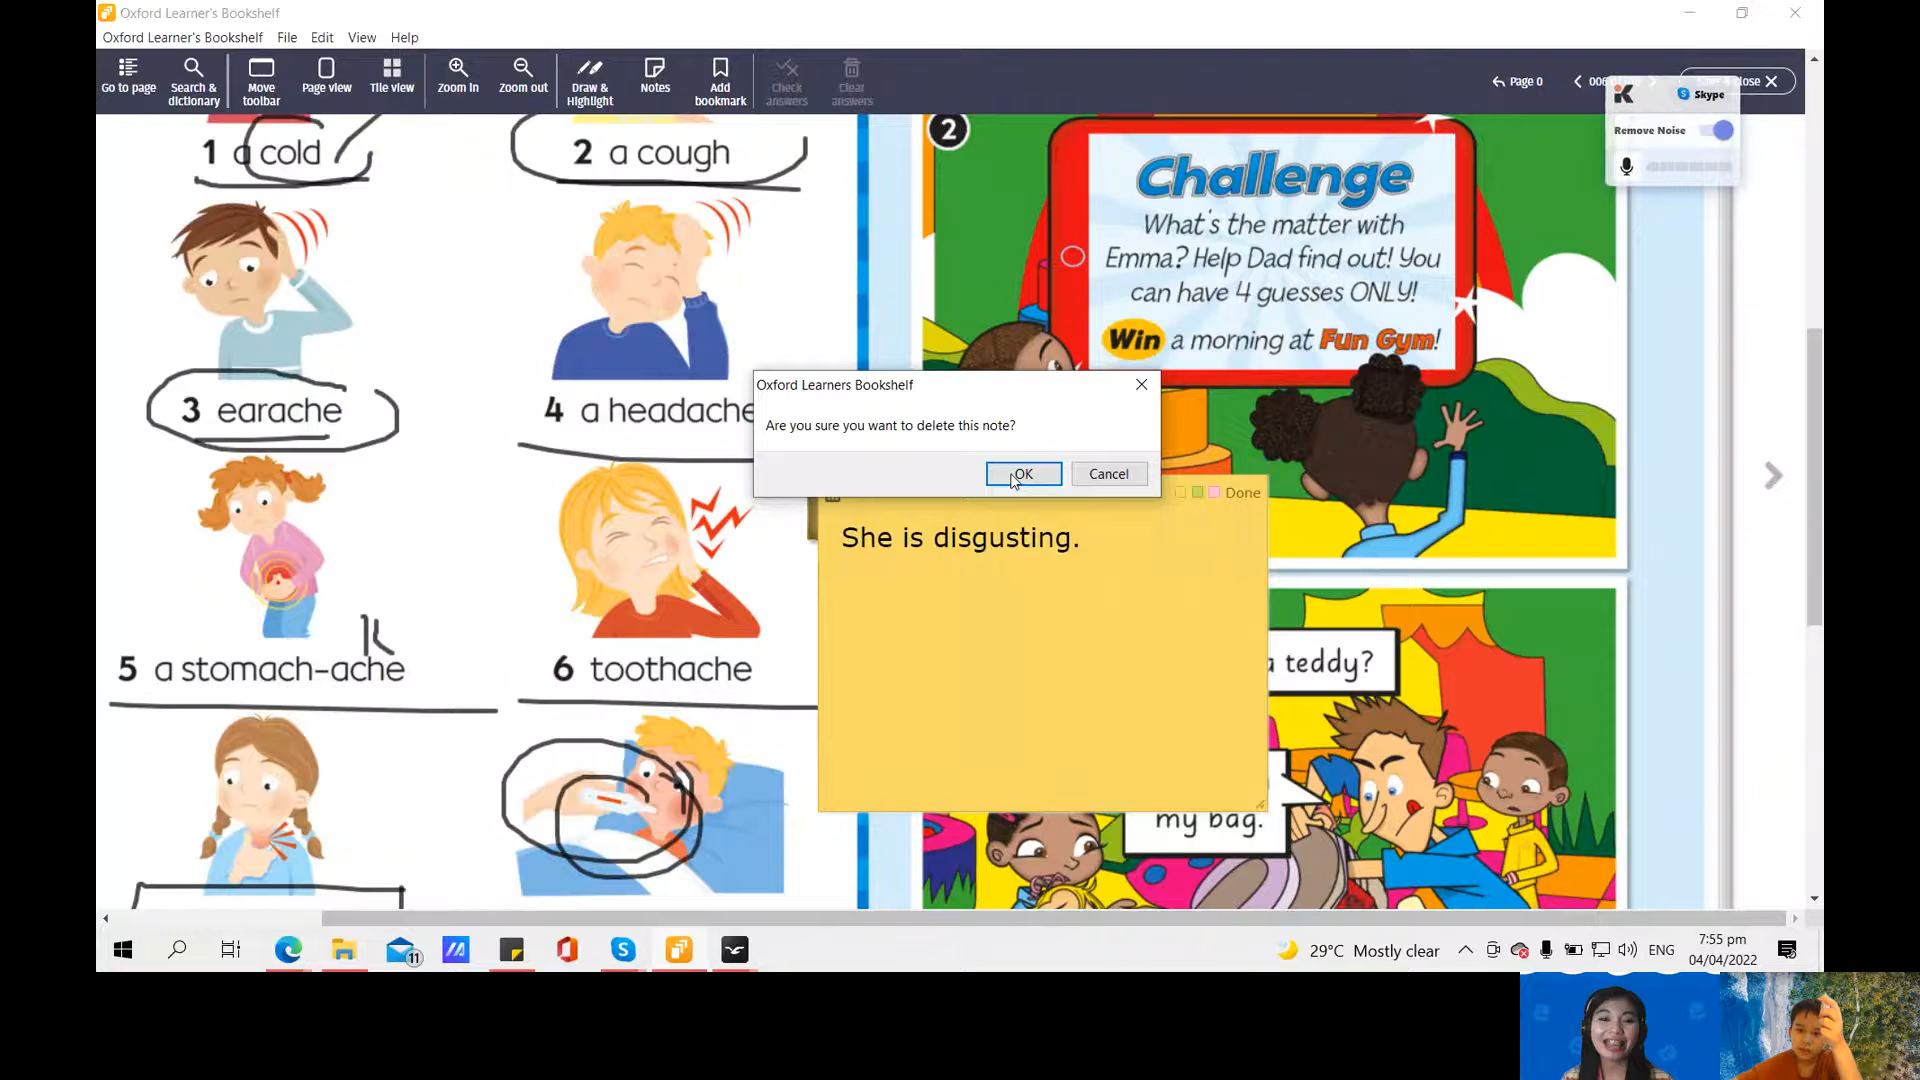 Oxford Learner's Bookshelf
Oxford Learner's Bookshelf File Edit View Help
Go to page
Search & dictionary
Move toolbar
Page view
Tile view
Zoom in
Zoom out
Draw & Highlight
Notes
Add bookmark
Check answers
Clear answers
Page 0
Skype
Remove Noise
1 a cold
2 a cough
3 earache
4 a headache
5 a stomach-ache
6 toothache
K
2
Challenge
What's the matter with
Emma? Help Dad find out! You
can have 4 guesses ONLY!
Win a morning at Fun Gym!
Oxford Learners Bookshelf
Are you sure you want to delete this note?
OK Cancel
Done
She is disgusting.
a teddy?
my bag.
11
29°C Mostly clear
ENG
7:55 pm
04/04/2022